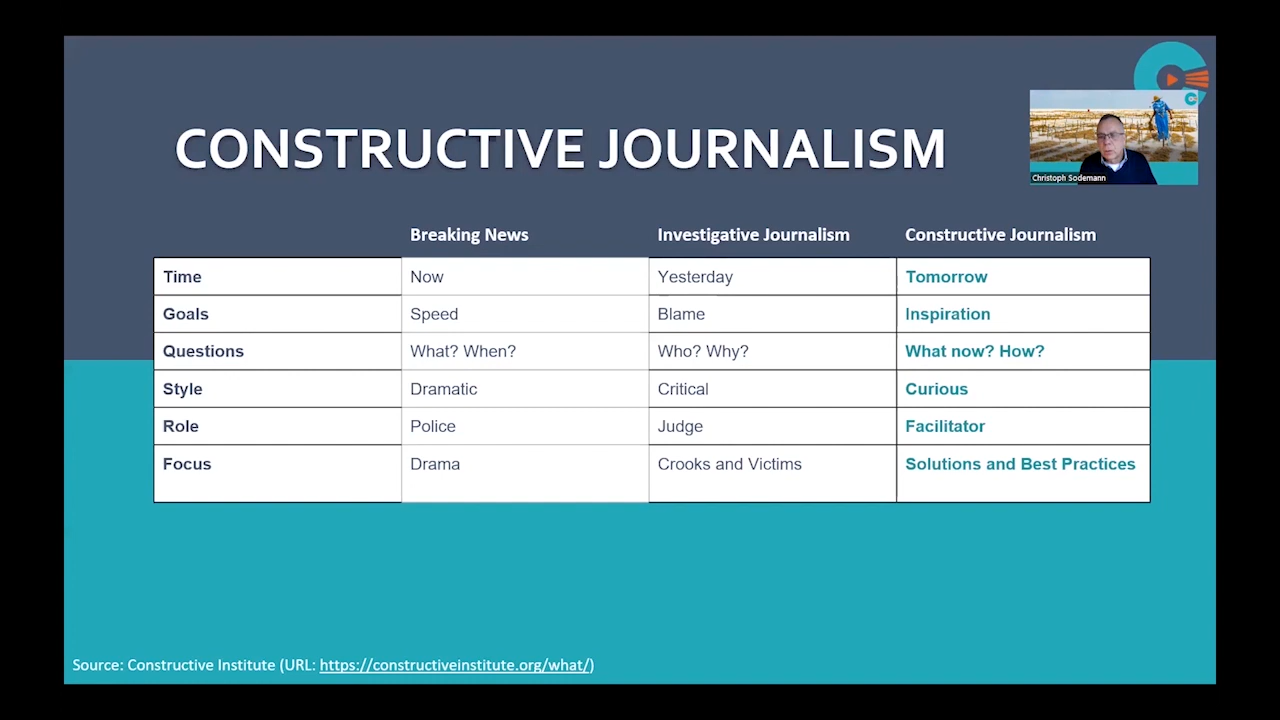 CONSTRUCTIVE JOURNALISM
Christoph Sodemann
Breaking News Investigative Journalism Constructive Journalism
Time Now Yesterday Tomorrow
Goals Speed Blame Inspiration
Questions What? When? Who? Why? What now? How?
Style Dramatic Critical Curious
Role Police Judge Facilitator
Focus Drama Crooks and Victims Solutions and Best Practices
Source: Constructive Institute (URL: https://constructiveinstitute.org/what/)